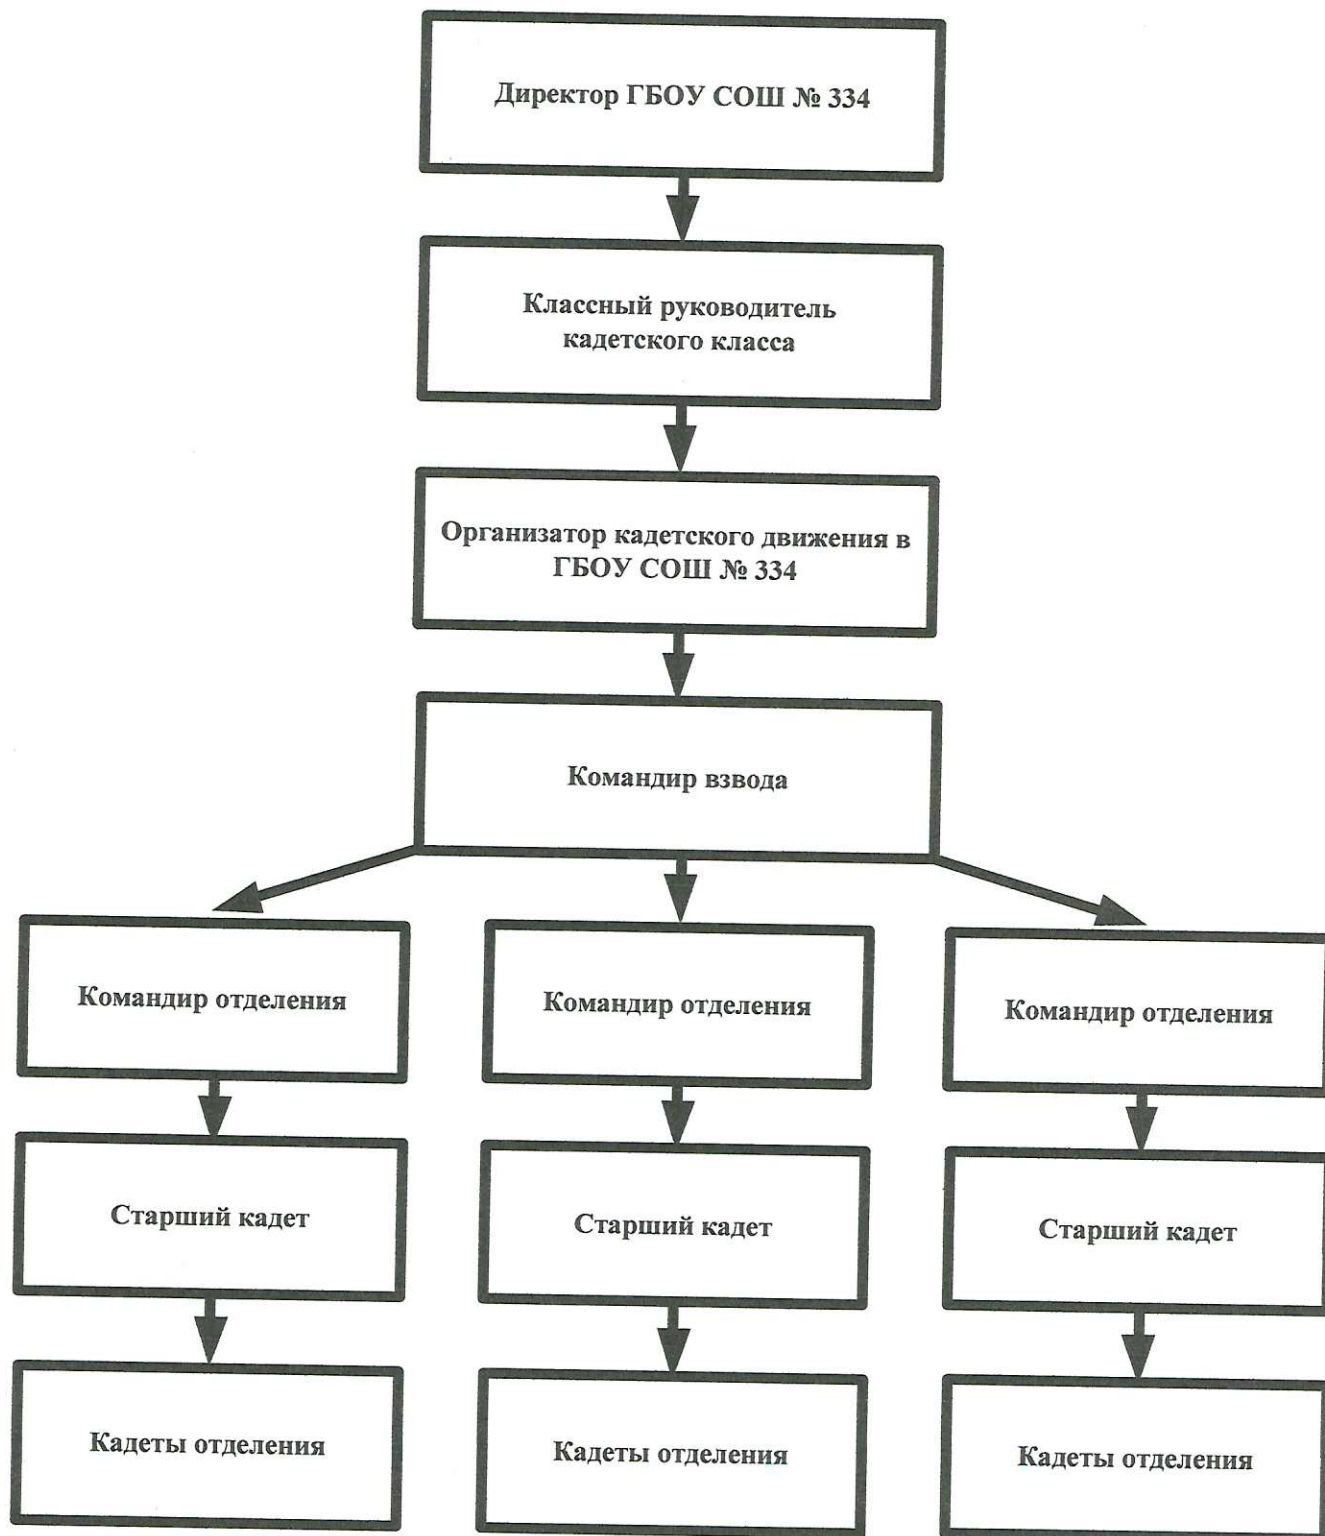 Директор ГБОУ СОШ № 334
Классный руководитель
кадетского класса
Организатор кадетского движения в
ГБОУ СОШ № 334
Командир взвода
Командир отделения
Командир отделения
Командир отделения
Старший кадет
Старший кадет
Старший кадет
Кадеты отделения
Кадеты отделения
Кадеты отделения